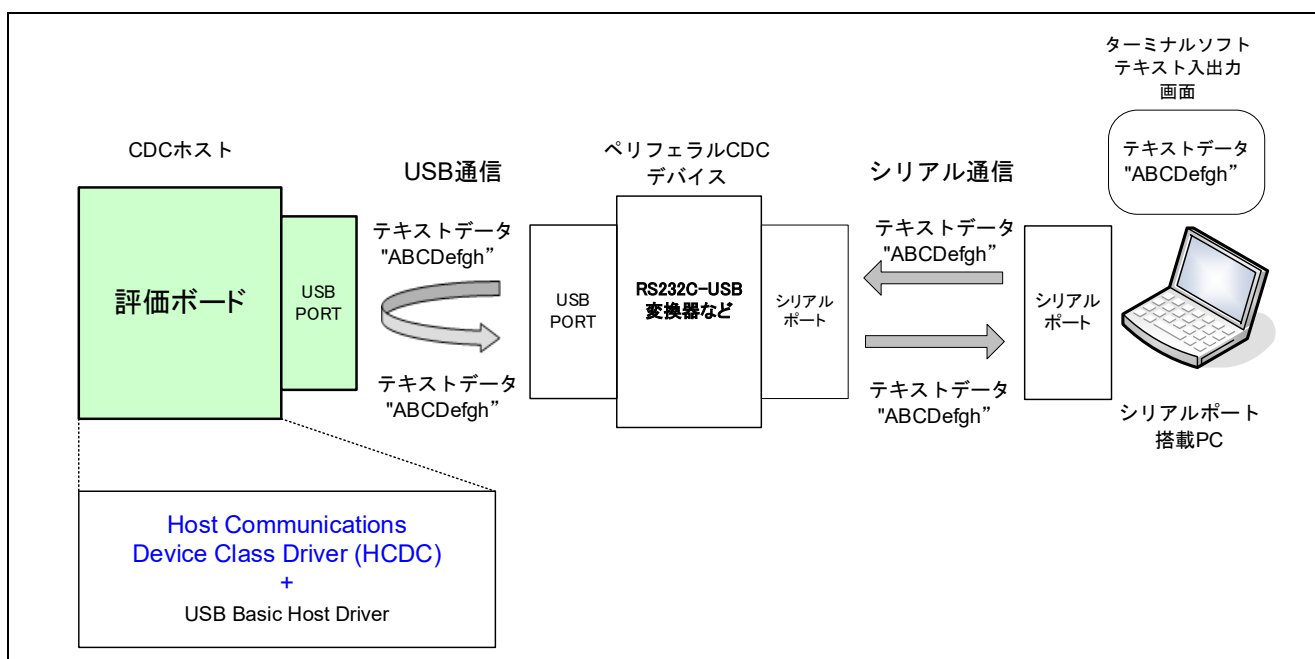 ターミナルソフト
テキスト入出力
画面
テキストデータ
"ABCDefgh”
CDCホスト
USB通信
ペリフェラルCDC
デバイス
シリアル通信
評価ボード
USB
PORT
テキストデータ
"ABCDefgh”
テキストデータ
"ABCDefgh”
USB
PORT
RS232C-USB
変換器など
シリアル
ポート
テキストデータ
"ABCDefgh”
テキストデータ
"ABCDefgh”
シリアル
ポート
シリアルポート
搭載PC
Host Communications
Device Class Driver (HCDC)
+
USB Basic Host Driver